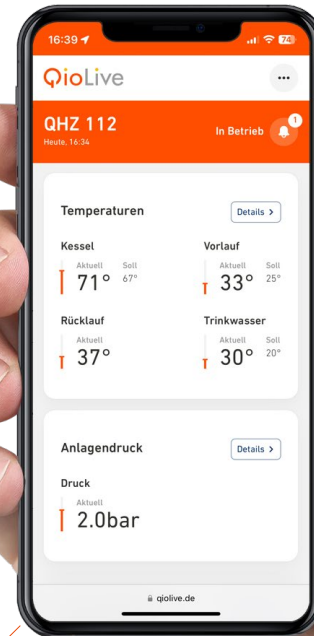 16:39
74
QioLive
QHZ 112
Heute, 16:34
In Betrieb
1
Temperaturen
Details >
Kessel
Aktuell Soll
71° 67°
Vorlauf
Aktuell Soll
33° 25°
Rücklauf
Aktuell
37°
Trinkwasser
Aktuell Soll
30° 20°
Anlagendruck
Details >
Druck
Aktuell
2.0bar
qiolive.de